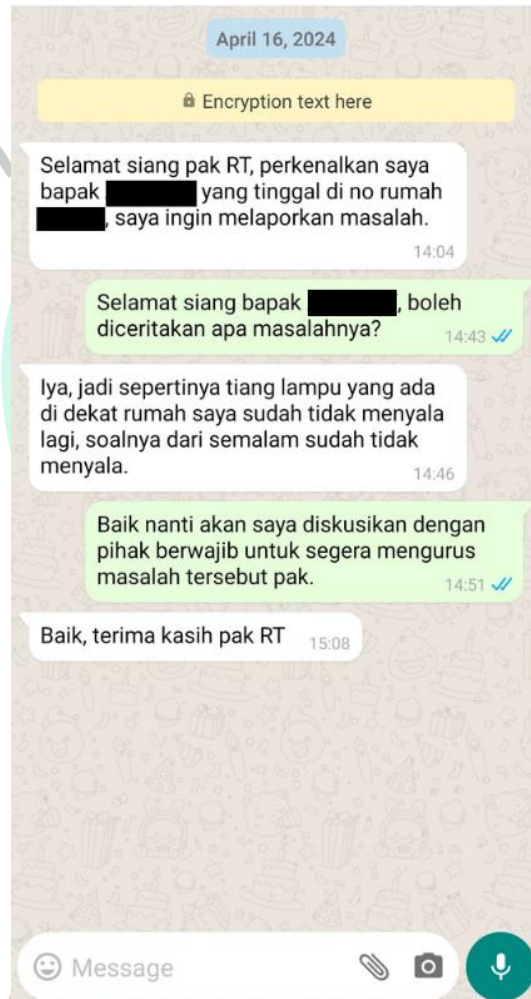 April 16, 2024
Encryption text here
Selamat siang pak RT, perkenalkan saya
bapak yang tinggal di no rumah
, saya ingin melaporkan masalah.
14:04
Selamat siang bapak , boleh
diceritakan apa masalahnya?
14:43
Iya, jadi sepertinya tiang lampu yang ada
di dekat rumah saya sudah tidak menyala
lagi, soalnya dari semalam sudah tidak
menyala.
14:46
Baik nanti akan saya diskusikan dengan
pihak berwajib untuk segera mengurus
masalah tersebut pak.
14:51
Baik, terima kasih pak RT
15:08
Message